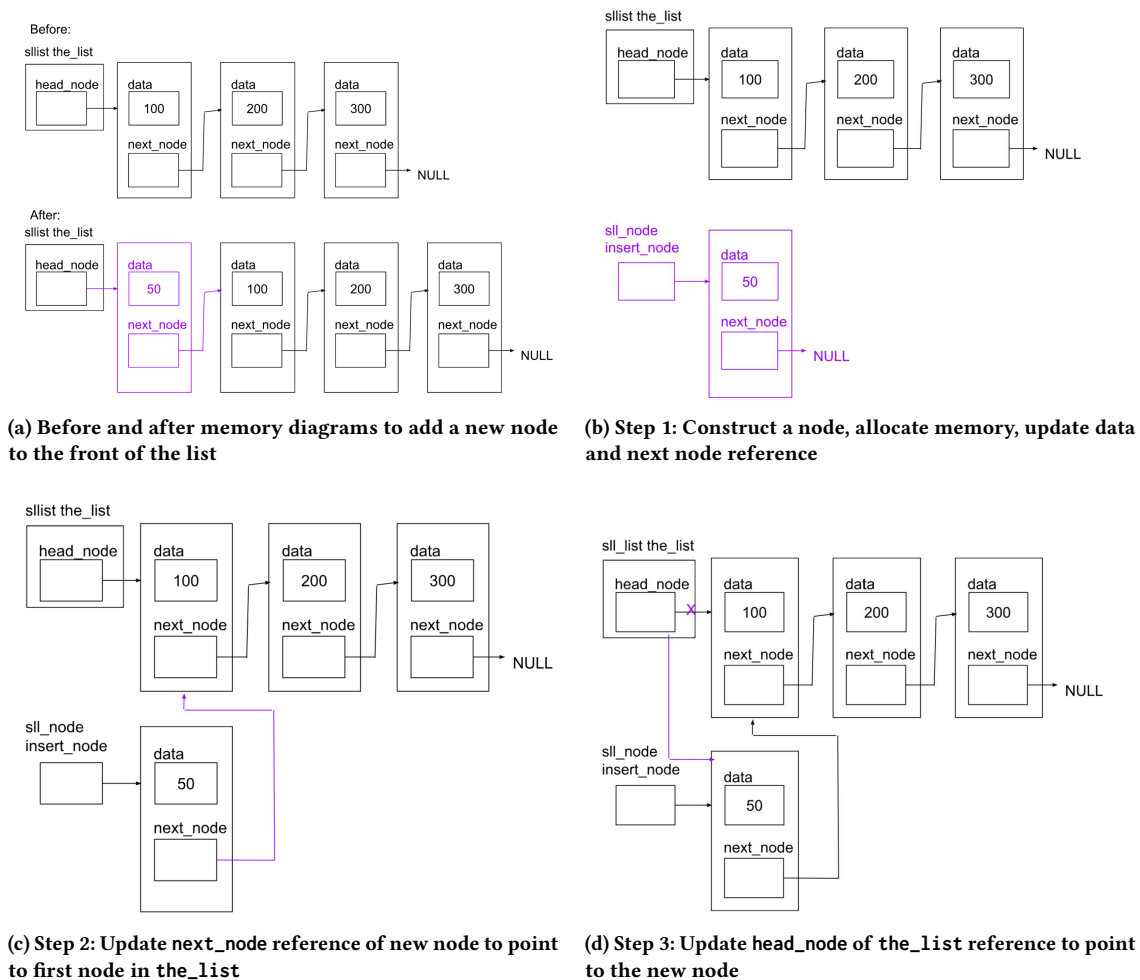 Before:
sllist the_list
head_node
data
data
data
100
200
300
next_node
next_node
next_node
NULL
After:
sllist the_list
head_node
data
data
data
data
50
100
200
300
next_node
next_node
next_node
next_node
NULL
(a) Before and after memory diagrams to add a new node
to the front of the list
sllist the_list
head_node
data
data
data
100
200
300
next_node
next_node
next_node
NULL
sll_node
insert_node
data
50
next_node
NULL
(b) Step 1: Construct a node, allocate memory, update data
and next node reference
sllist the_list
head_node
data
data
data
100
200
300
next_node
next_node
next_node
NULL
sll_node
insert_node
data
50
next_node
(c) Step 2: Update next_node reference of new node to point
to first node in the_list
sll_list the_list
head_node
data
data
data
X
100
200
300
next_node
next_node
next_node
NULL
sll_node
insert_node
data
50
next_node
(d) Step 3: Update head_node of the_list reference to point
to the new node